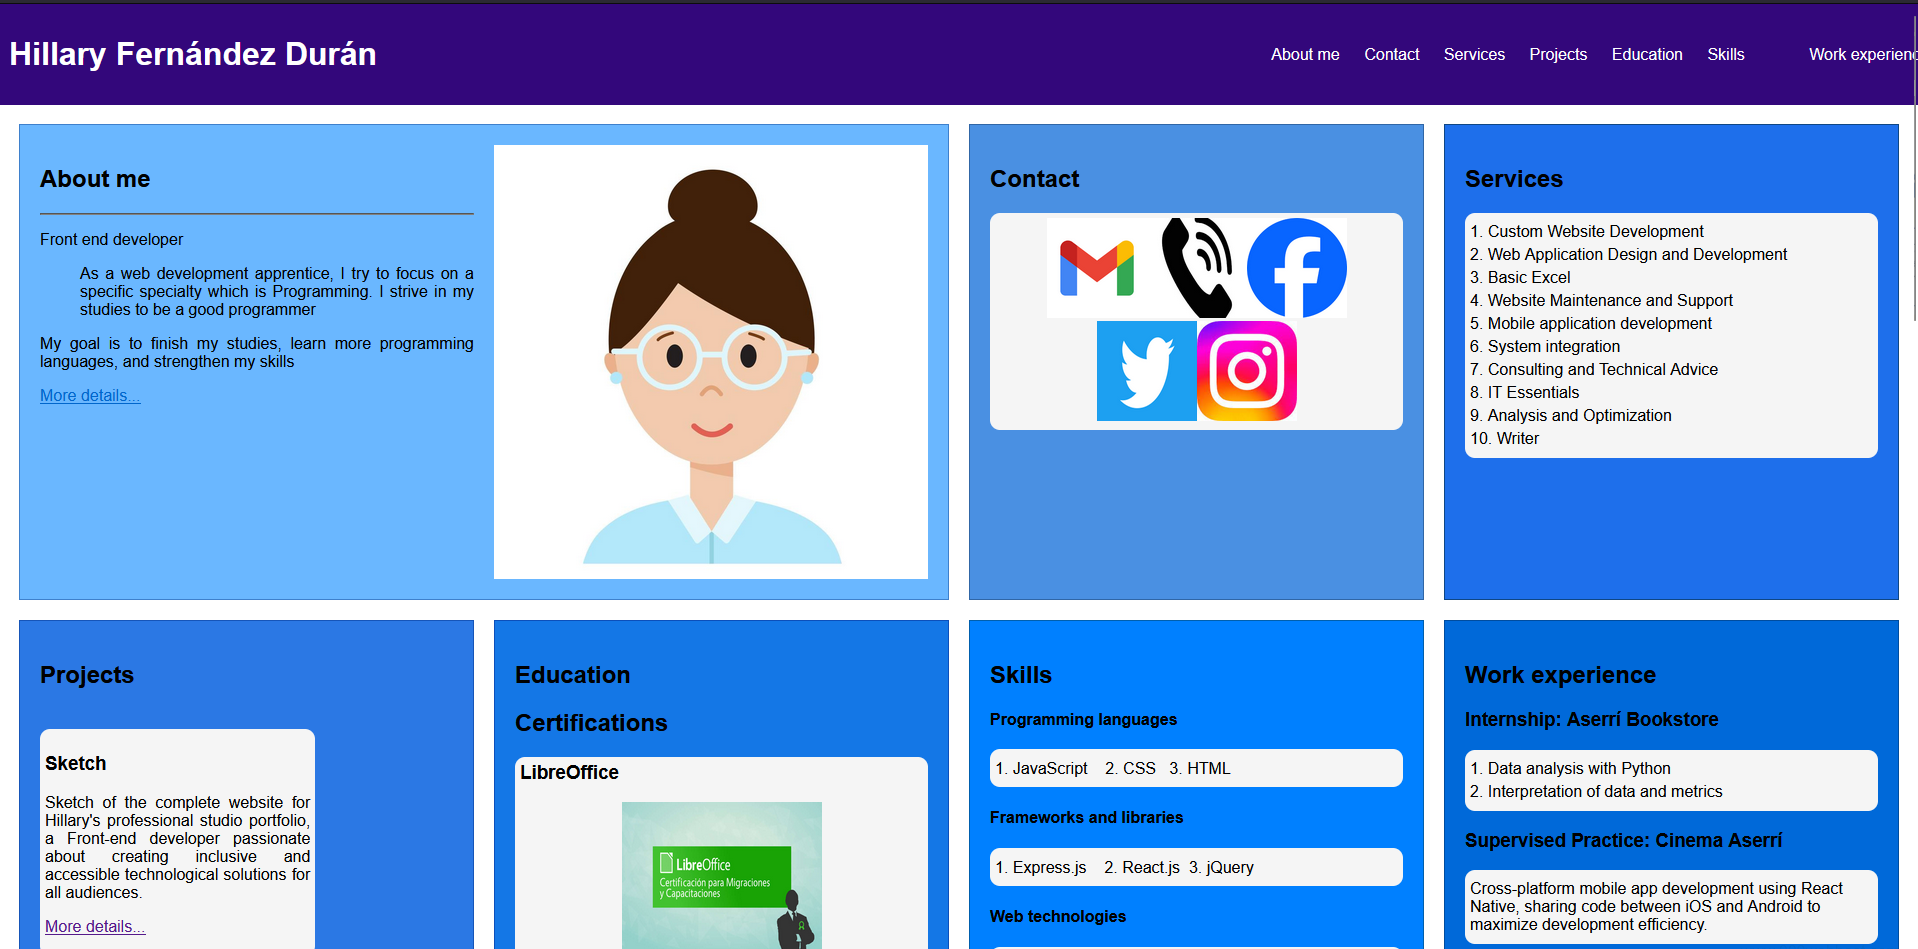 Hillary Fernández Durán
About me Contact Services Projects Education Skills Work experienc
About me
Front end developer
As a web development apprentice, I try to focus on a
specific specialty which is Programming. I strive in my
studies to be a good programmer
My goal is to finish my studies, learn more programming
languages, and strengthen my skills
More details...
Contact
Services
1. Custom Website Development
2. Web Application Design and Development
3. Basic Excel
4. Website Maintenance and Support
5. Mobile application development
6. System integration
7. Consulting and Technical Advice
8. IT Essentials
9. Analysis and Optimization
10. Writer
Projects
Sketch
Sketch of the complete website for
Hillary's professional studio portfolio,
a Front-end developer passionate
about creating inclusive and
accessible technological solutions for
all audiences.
More details...
Education
Certifications
LibreOffice
LibreOffice
Certificación para Migraciones
y Capacitaciones
Skills
Programming languages
1. JavaScript 2. CSS 3. HTML
Frameworks and libraries
1. Express.js 2. React.js 3. jQuery
Web technologies
Work experience
Internship: Aserrí Bookstore
1. Data analysis with Python
2. Interpretation of data and metrics
Supervised Practice: Cinema Aserrí
Cross-platform mobile app development using React
Native, sharing code between iOS and Android to
maximize development efficiency.